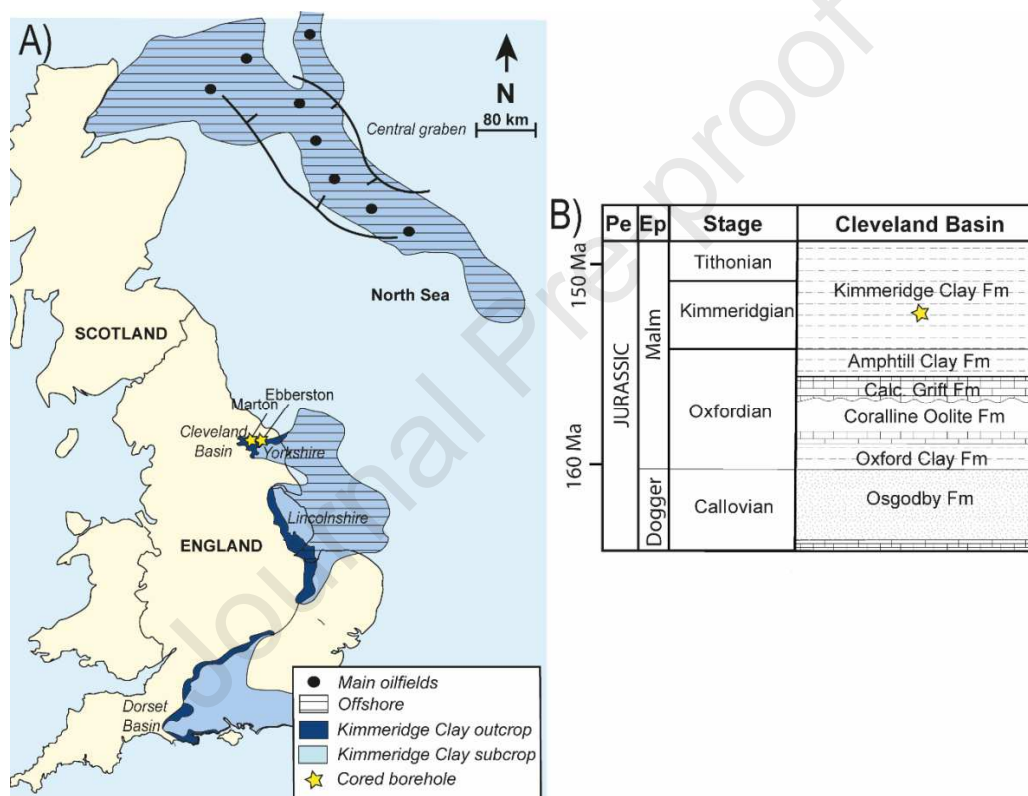 A)
N
80 km
Central graben
North Sea
SCOTLAND
Ebberston
Marton
Cleveland
Basin
Yorkshire
Lincolnshire
ENGLAND
Dorset
Basin
Main oilfields
Offshore
Kimmeridge Clay outcrop
Kimmeridge Clay subcrop
Cored borehole
B)
Pe Ep Stage Cleveland Basin
150 Ma
160 Ma
JURASSIC
Malm
Dogger
Tithonian
Kimmeridgian
Oxfordian
Callovian
Kimmeridge Clay Fm
Amphtill Clay Fm
Calc. Grift Fm
Coralline Oolite Fm
Oxford Clay Fm
Osgodby Fm
Journal Pre-proof